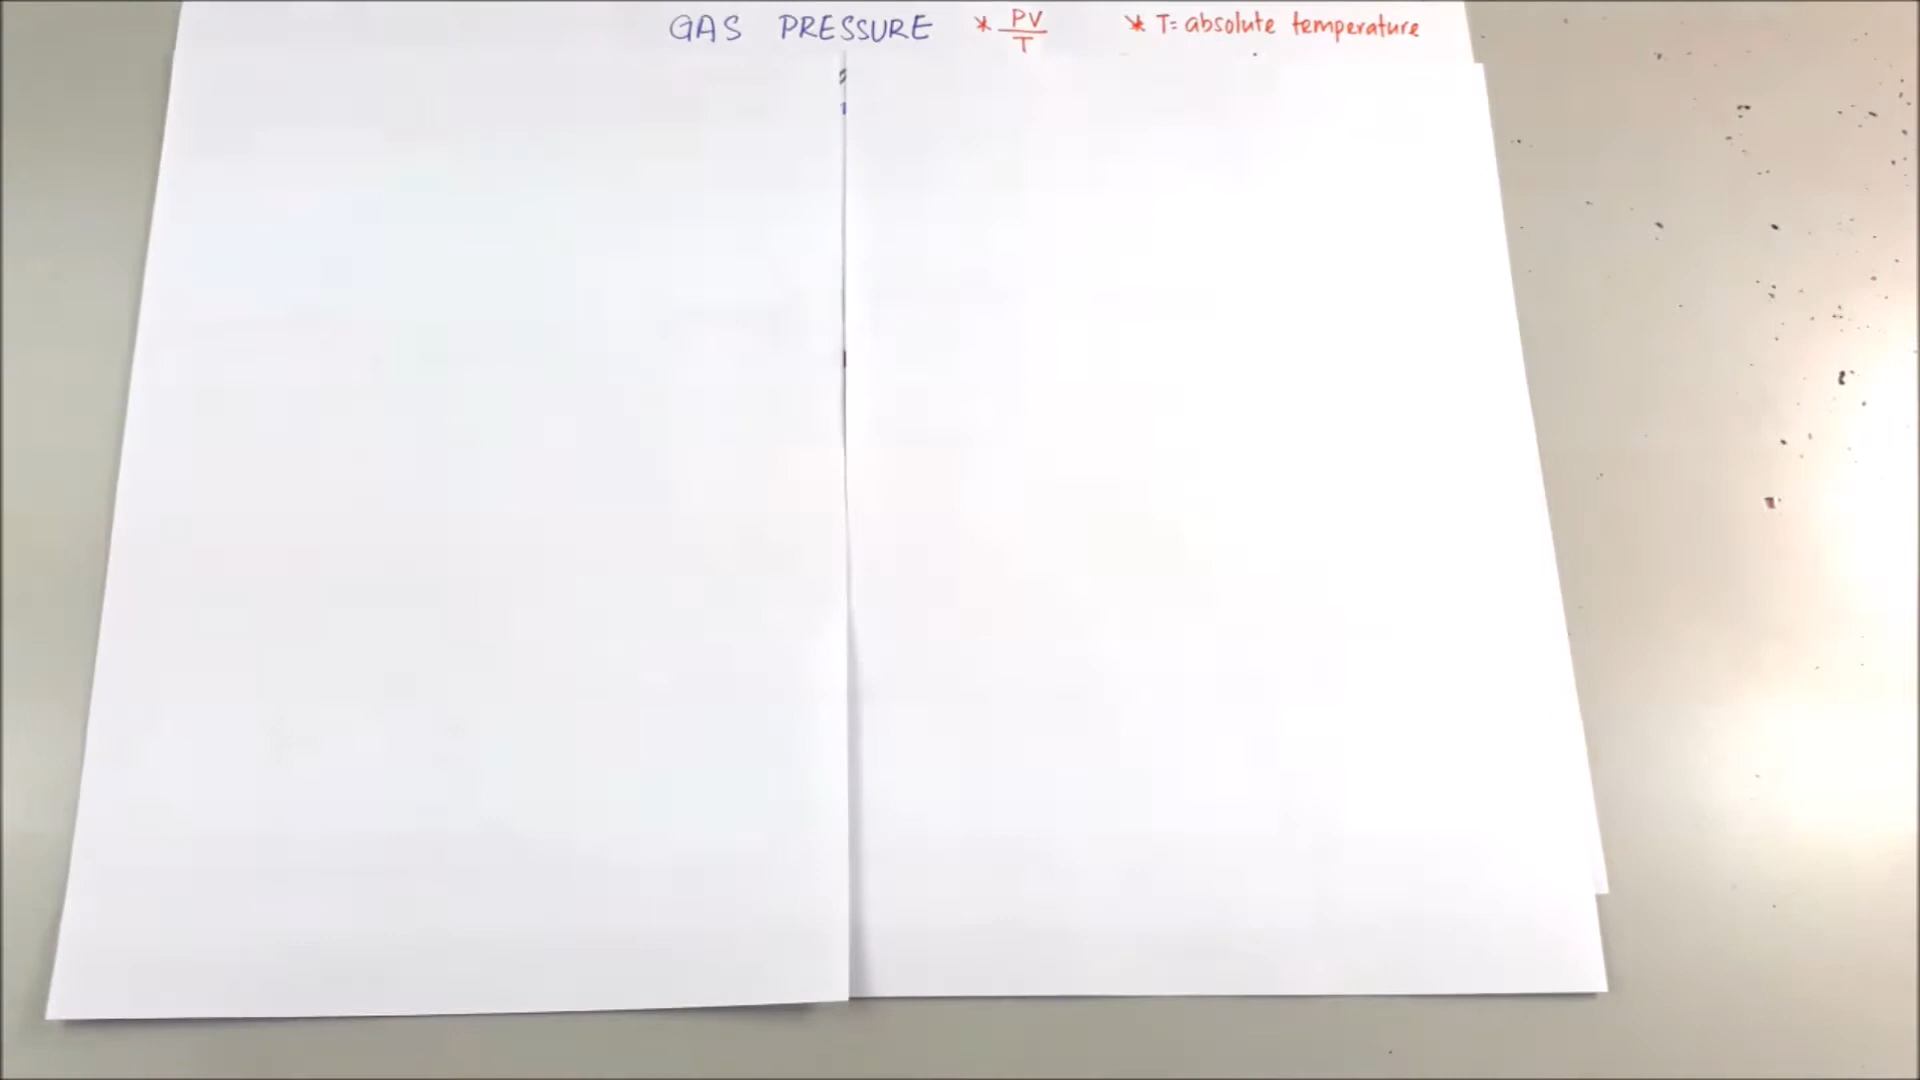 GAS PRESSURE * PV/T * T= absolute temperature